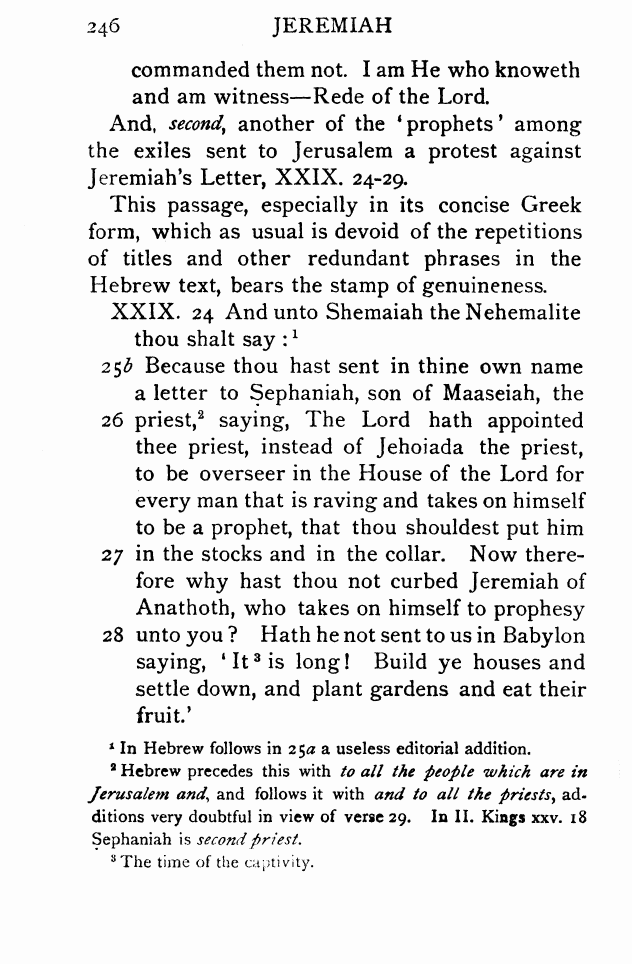 246 JEREMIAH
commanded them not. I am He who knoweth
and am witness—Rede of the Lord.
And, second, another of the ‘prophets’ among
the exiles sent to Jerusalem a protest against
Jeremiah's Letter, XXIX. 24-29.
This passage, especially in its concise Greek
form, which as usual is devoid of the repetitions
of titles and other redundant phrases in the
Hebrew text, bears the stamp of genuineness.
XXIX. 24 And unto Shemaiah the Nehemalite
thou shalt say :¹
25b Because thou hast sent in thine own name
a letter to Ṣephaniah, son of Maaseiah, the
26 priest,² saying, The Lord hath appointed
thee priest, instead of Jehoiada the priest,
to be overseer in the House of the Lord for
every man that is raving and takes on himself
to be a prophet, that thou shouldest put him
27 in the stocks and in the collar. Now there-
fore why hast thou not curbed Jeremiah of
Anathoth, who takes on himself to prophesy
28 unto you? Hath he not sent to us in Babylon
saying, ‘It³ is long! Build ye houses and
settle down, and plant gardens and eat their
fruit.’
¹ In Hebrew follows in 25a a useless editorial addition.
² Hebrew precedes this with to all the people which are in
Jerusalem and, and follows it with and to all the priests, ad-
ditions very doubtful in view of verse 29. In II. Kings xxv. 18
Ṣephaniah is second priest.
³ The time of the captivity.